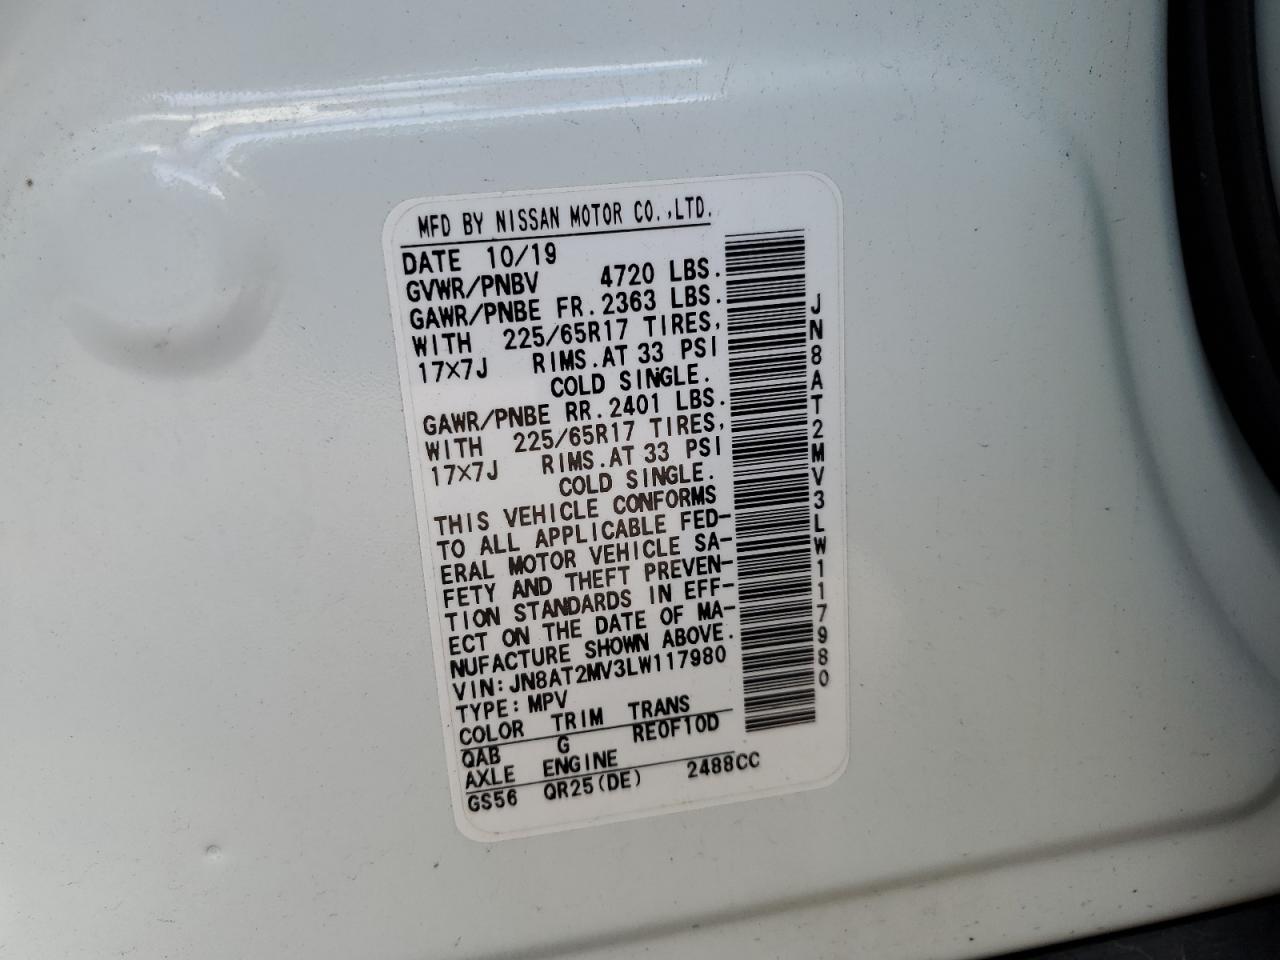 MFD BY NISSAN MOTOR CO.,LTD.
DATE 10/19
GVWR/PNBV 4720 LBS.
GAWR/PNBE FR.2363 LBS.
WITH 225/65R17 TIRES,
17×7J RIMS.AT 33 PSI
COLD SINGLE.
GAWR/PNBE RR.2401 LBS.
WITH 225/65R17 TIRES,
17×7J RIMS.AT 33 PSI
COLD SINGLE.
THIS VEHICLE CONFORMS
TO ALL APPLICABLE FED-
ERAL MOTOR VEHICLE SA-
FETY AND THEFT PREVEN-
TION STANDARDS IN EFF-
ECT ON THE DATE OF MA-
NUFACTURE SHOWN ABOVE.
VIN:JN8AT2MV3LW117980
TYPE:MPV
COLOR TRIM TRANS
QAB G RE0F10D
AXLE ENGINE
GS56 QR25(DE) 2488CC
JN8AT2MV3LW117980